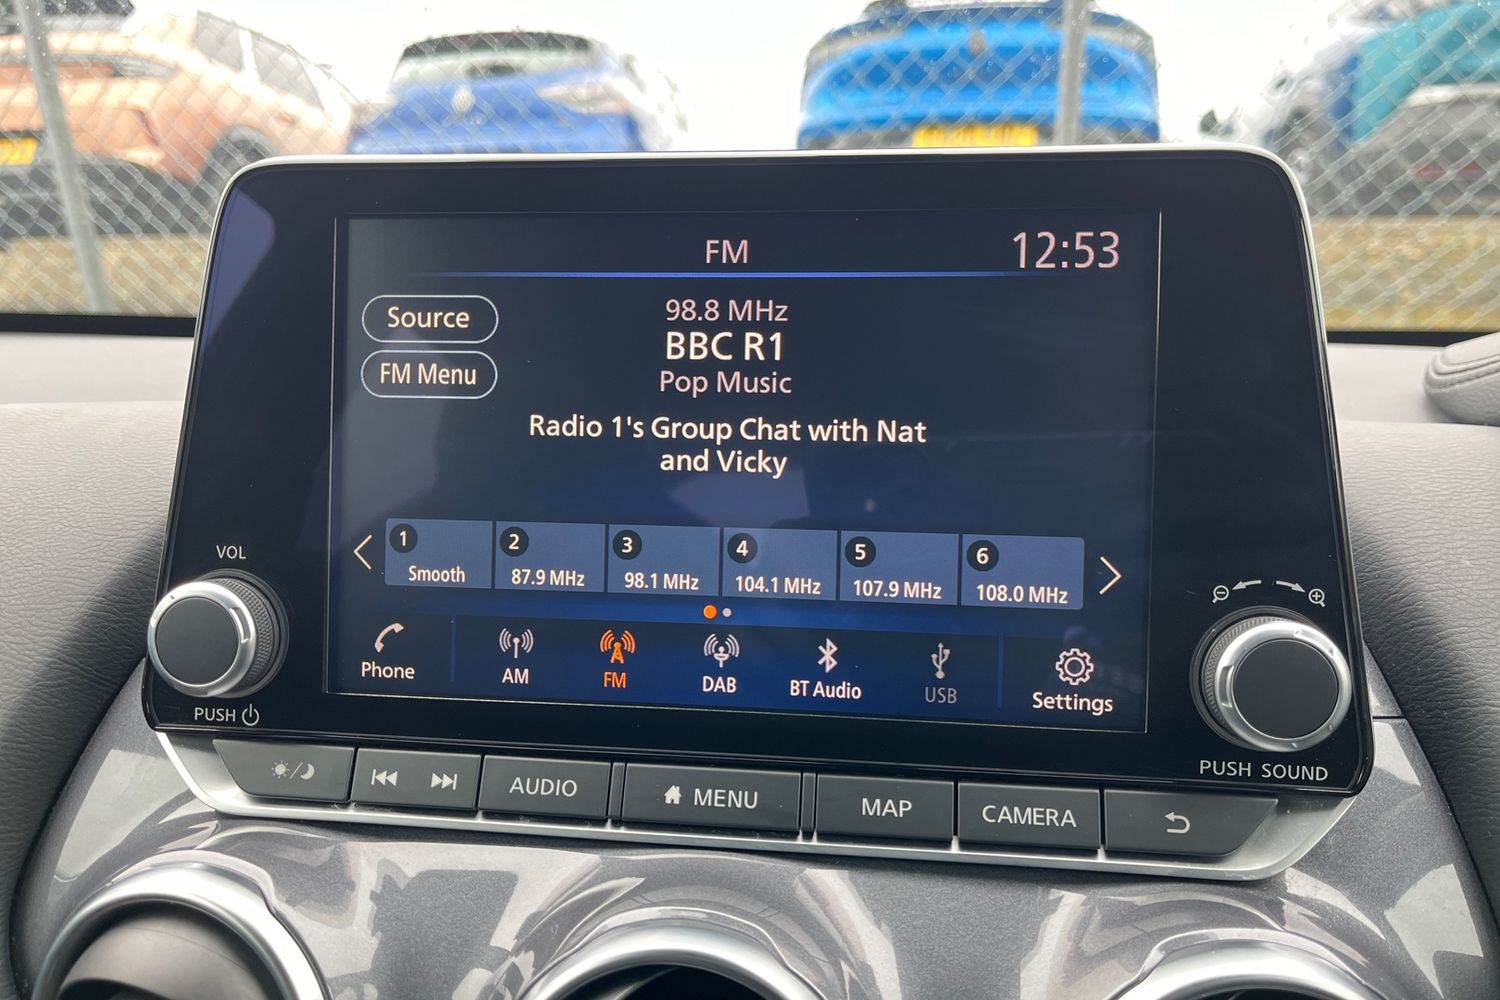 FM
12:53
Source
98.8 MHz
BBC R1
FM Menu
Pop Music
Radio 1's Group Chat with Nat
and Vicky
1
Smooth
2
87.9 MHz
3
98.1 MHz
4
104.1 MHz
5
107.9 MHz
6
108.0 MHz
VOL
PUSH
Phone
AM
FM
DAB
BT Audio
USB
Settings
PUSH SOUND
AUDIO
MENU
MAP
CAMERA